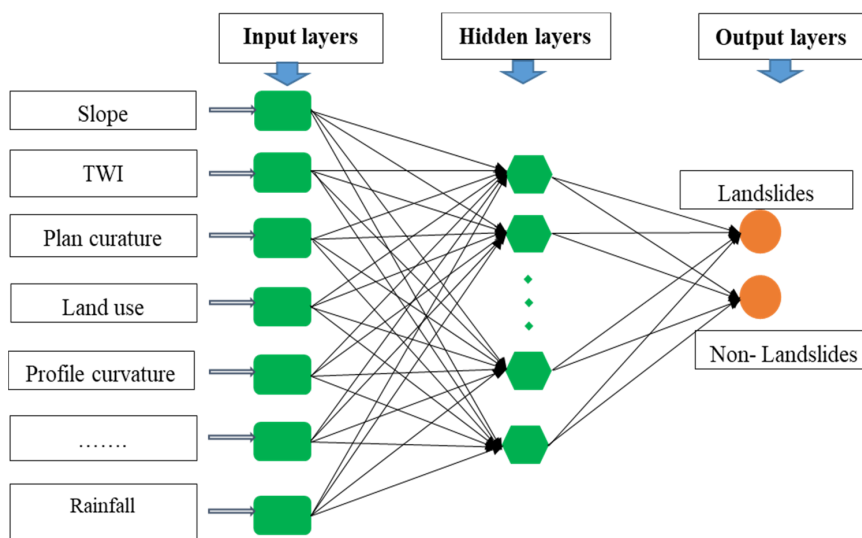 Input layers
Hidden layers
Output layers
Slope
TWI
Plan curature
Land use
Profile curvature
.......
Rainfall
Landslides
Non- Landslides